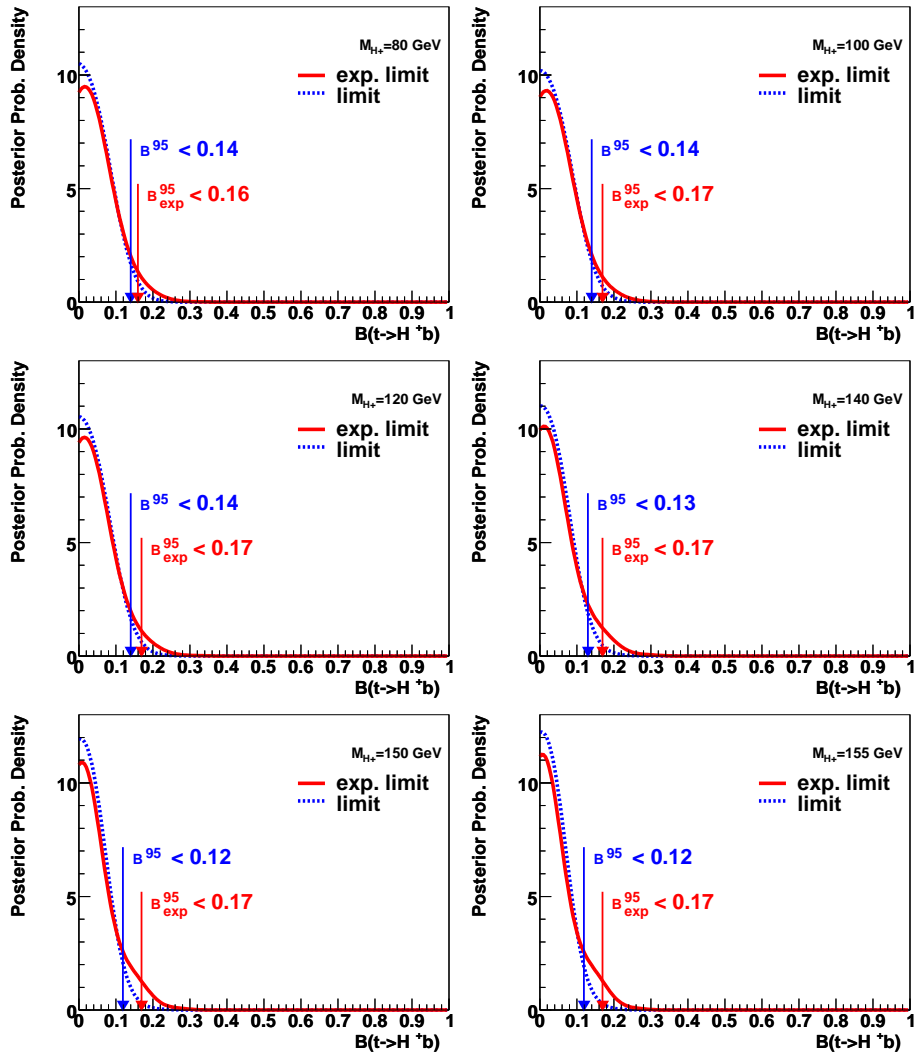 Posterior Prob. Density
M_H+=80 GeV
exp. limit
limit
B^95 < 0.14
B^95_exp < 0.16
10
5
0
0 0.1 0.2 0.3 0.4 0.5 0.6 0.7 0.8 0.9 1
B(t->H^+b)
Posterior Prob. Density
M_H+=100 GeV
exp. limit
limit
B^95 < 0.14
B^95_exp < 0.17
10
5
0
0 0.1 0.2 0.3 0.4 0.5 0.6 0.7 0.8 0.9 1
B(t->H^+b)
Posterior Prob. Density
M_H+=120 GeV
exp. limit
limit
B^95 < 0.14
B^95_exp < 0.17
10
5
0
0 0.1 0.2 0.3 0.4 0.5 0.6 0.7 0.8 0.9 1
B(t->H^+b)
Posterior Prob. Density
M_H+=140 GeV
exp. limit
limit
B^95 < 0.13
B^95_exp < 0.17
10
5
0
0 0.1 0.2 0.3 0.4 0.5 0.6 0.7 0.8 0.9 1
B(t->H^+b)
Posterior Prob. Density
M_H+=150 GeV
exp. limit
limit
B^95 < 0.12
B^95_exp < 0.17
10
5
0
0 0.1 0.2 0.3 0.4 0.5 0.6 0.7 0.8 0.9 1
B(t->H^+b)
Posterior Prob. Density
M_H+=155 GeV
exp. limit
limit
B^95 < 0.12
B^95_exp < 0.17
10
5
0
0 0.1 0.2 0.3 0.4 0.5 0.6 0.7 0.8 0.9 1
B(t->H^+b)